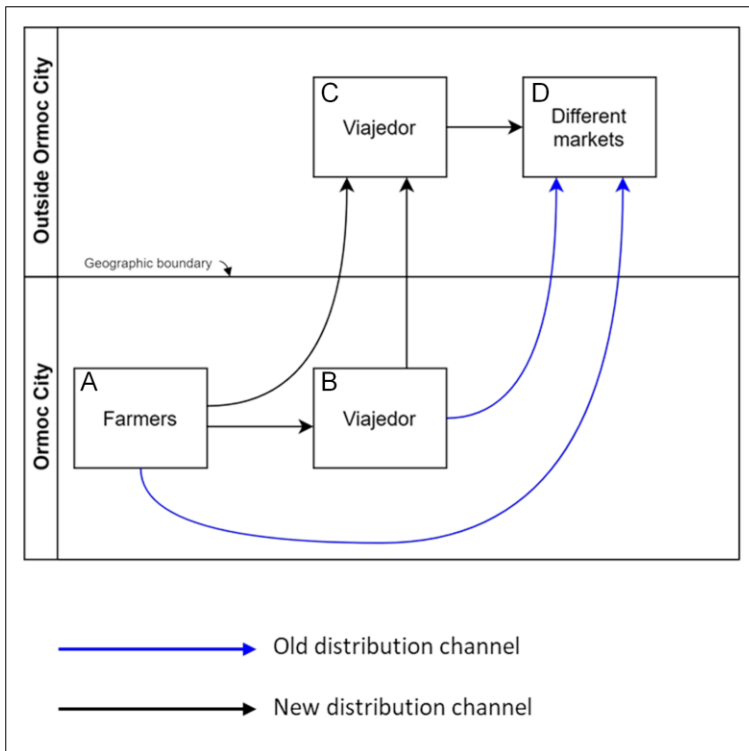 Outside Ormoc City
C
Viajedor
D
Different
markets
Geographic boundary
Ormoc City
A
Farmers
B
Viajedor
Old distribution channel
New distribution channel